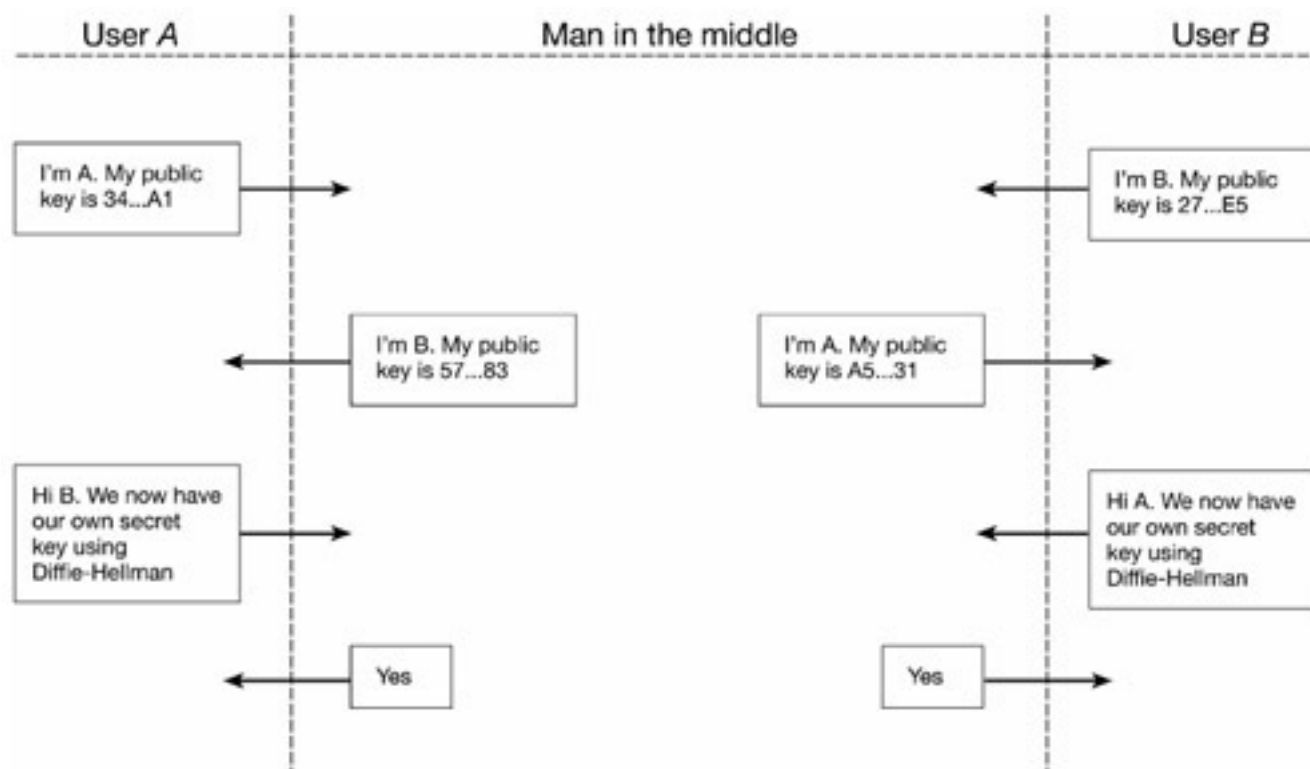 User A
Man in the middle
User B
I'm A. My public
key is 34...A1
I'm B. My public
key is 27...E5
I'm B. My public
key is 57...83
I'm A. My public
key is A5...31
Hi B. We now have
our own secret
key using
Diffie-Hellman
Hi A. We now have
our own secret
key using
Diffie-Hellman
Yes
Yes